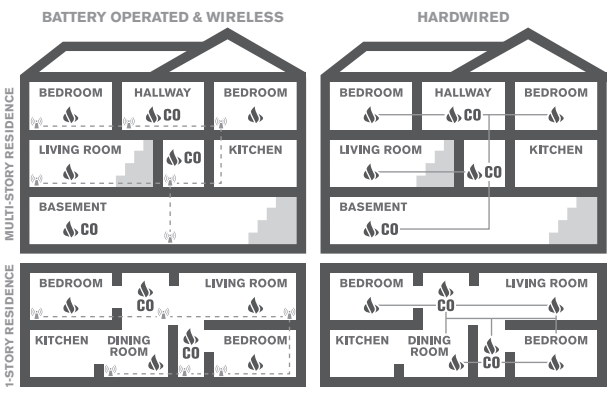 BATTERY OPERATED & WIRELESS
HARDWIRED
MULTI-STORY RESIDENCE
BEDROOM
HALLWAY
CO
BEDROOM
LIVING ROOM
CO
KITCHEN
BASEMENT
CO
BEDROOM
HALLWAY
CO
BEDROOM
LIVING ROOM
CO
KITCHEN
BASEMENT
CO
1-STORY RESIDENCE
BEDROOM
CO
LIVING ROOM
KITCHEN
DINING
ROOM
CO
BEDROOM
BEDROOM
CO
LIVING ROOM
KITCHEN
DINING
ROOM
CO
BEDROOM